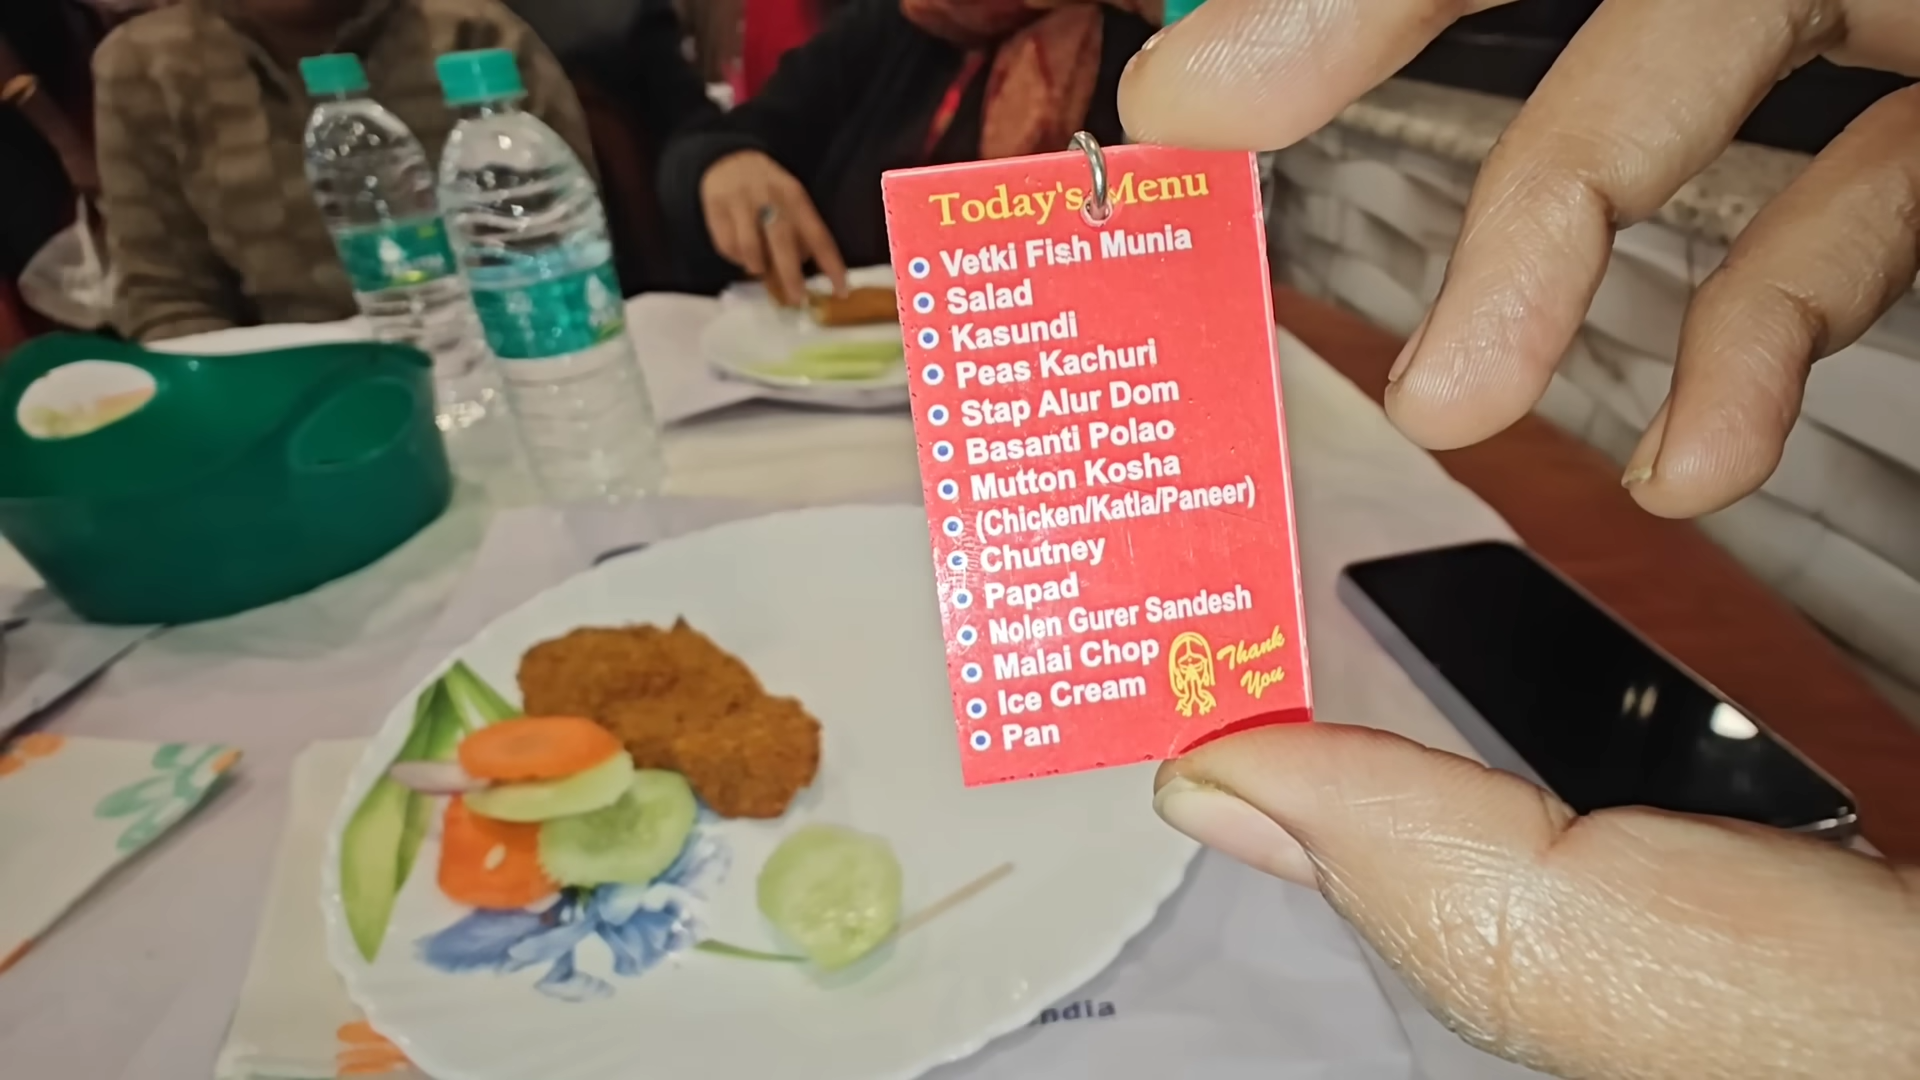 Today's Menu
Vetki Fish Munia
Salad
Kasundi
Peas Kachuri
Stap Alur Dom
Basanti Polao
Mutton Kosha
(Chicken/Katla/Paneer)
Chutney
Papad
Nolen Gurer Sandesh
Malai Chop
Ice Cream
Pan
Thank
You